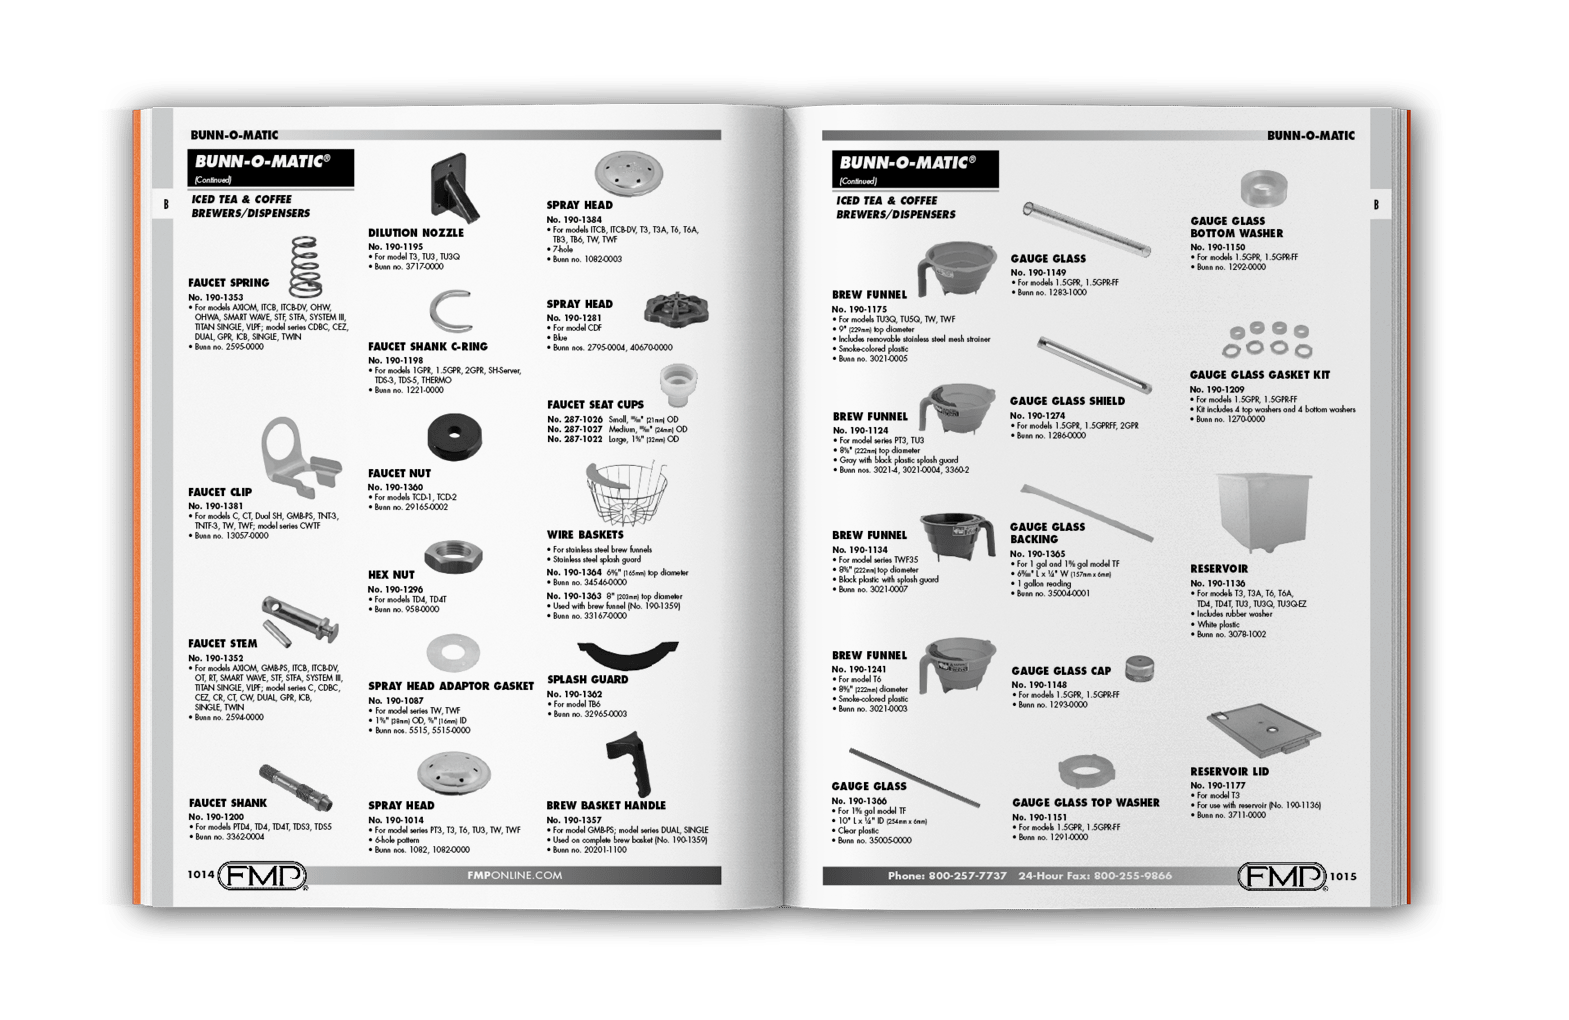 BUNN-O-MATIC
BUNN-O-MATIC®
(Continued)
ICED TEA & COFFEE
BREWERS/DISPENSERS
B
FAUCET SPRING
No. 190-1353
• For models AXIOM, ITCB, ITCB-DV, OHW,
OHWA, SMART WAVE, STF, STFA, SYSTEM III,
TITAN SINGLE, VLPF; model series CDBC, CEZ,
DUAL, GPR, ICB, SINGLE, TWIN
• Bunn no. 2595-0000
FAUCET CLIP
No. 190-1381
• For models C, CT, Dual SH, GMB-PS, TNT-3,
TNTF-3, TW, TWF; model series CWTF
• Bunn no. 13057-0000
FAUCET STEM
No. 190-1352
• For models AXIOM, GMB-PS, ITCB, ITCB-DV,
OT, RT, SMART WAVE, STF, STFA, SYSTEM III,
TITAN SINGLE, VLPF; model series C, CDBC,
CEZ, CR, CT, CW, DUAL, GPR, ICB,
SINGLE, TWIN
• Bunn no. 2594-0000
FAUCET SHANK
No. 190-1200
• For models PTD4, TD4, TD4T, TDS3, TDS5
• Bunn no. 3362-0004
DILUTION NOZZLE
No. 190-1195
• For model T3, TU3, TU3Q
• Bunn no. 3717-0000
FAUCET SHANK C-RING
No. 190-1198
• For models 1GPR, 1.5GPR, 2GPR, SH-Server,
TDS-3, TDS-5, THERMO
• Bunn no. 1221-0000
FAUCET NUT
No. 190-1360
• For models TCD-1, TCD-2
• Bunn no. 29165-0002
HEX NUT
No. 190-1296
• For models TD4, TD4T
• Bunn no. 958-0000
SPRAY HEAD ADAPTOR GASKET
No. 190-1087
• For model series TW, TWF
• 1½" (38mm) OD, ⅝" (16mm) ID
• Bunn nos. 5515, 5515-0000
SPRAY HEAD
No. 190-1014
• For model series PT3, T3, T6, TU3, TW, TWF
• 6-hole pattern
• Bunn nos. 1082, 1082-0000
SPRAY HEAD
No. 190-1384
• For models ITCB, ITCB-DV, T3, T3A, T6, T6A,
TB3, TB6, TW, TWF
• 7-hole
• Bunn no. 1082-0003
SPRAY HEAD
No. 190-1281
• For model CDF
• Blue
• Bunn nos. 2795-0004, 40670-0000
FAUCET SEAT CUPS
No. 287-1026 Small, (21mm) OD
No. 287-1027 Medium, (24mm) OD
No. 287-1022 Large, (32mm) OD
WIRE BASKETS
• For stainless steel brew funnels
• Stainless steel splash guard
No. 190-1364 (165mm) top diameter
• Bunn no. 34546-0000
No. 190-1363 8" (203mm) top diameter
• Used with brew funnel (No. 190-1359)
• Bunn no. 33167-0000
SPLASH GUARD
No. 190-1362
• For model TB6
• Bunn no. 32965-0003
BREW BASKET HANDLE
No. 190-1357
• For model GMB-PS; model series DUAL, SINGLE
• Used on complete brew basket (No. 190-1359)
• Bunn no. 20201-1100
1014 FMP®
FMPONLINE.COM
BUNN-O-MATIC
BUNN-O-MATIC®
(Continued)
ICED TEA & COFFEE
BREWERS/DISPENSERS
B
BREW FUNNEL
No. 190-1175
• For models TU3Q, TU5Q, TW, TWF
• 9" (229mm) top diameter
• Includes removable stainless steel mesh strainer
• Smoke-colored plastic
• Bunn no. 3021-0005
BREW FUNNEL
No. 190-1124
• For model series PT3, TU3
• 8¾" (222mm) top diameter
• Gray with black plastic splash guard
• Bunn nos. 3021-4, 3021-0004, 3360-2
BREW FUNNEL
No. 190-1134
• For model series TWF35
• 8¾" (222mm) top diameter
• Black plastic with splash guard
• Bunn no. 3021-0007
BREW FUNNEL
No. 190-1241
• For model T6
• 8¾" (222mm) diameter
• Smoke-colored plastic
• Bunn no. 3021-0003
GAUGE GLASS
No. 190-1366
• For gal model TF
• 10" L x ¼" ID (254mm x 6mm)
• Clear plastic
• Bunn no. 35005-0000
GAUGE GLASS
No. 190-1149
• For models 1.5GPR, 1.5GPR-FF
• Bunn no. 1283-1000
GAUGE GLASS SHIELD
No. 190-1274
• For models 1.5GPR, 1.5GPRFF, 2GPR
• Bunn no. 1286-0000
GAUGE GLASS
BACKING
No. 190-1365
• For 1 gal and gal model TF
• L x ¼" W (157mm x 6mm)
• 1 gallon reading
• Bunn no. 35004-0001
GAUGE GLASS CAP
No. 190-1148
• For models 1.5GPR, 1.5GPR-FF
• Bunn no. 1293-0000
GAUGE GLASS TOP WASHER
No. 190-1151
• For models 1.5GPR, 1.5GPR-FF
• Bunn no. 1291-0000
GAUGE GLASS
BOTTOM WASHER
No. 190-1150
• For models 1.5GPR, 1.5GPR-FF
• Bunn no. 1292-0000
GAUGE GLASS GASKET KIT
No. 190-1209
• For models 1.5GPR, 1.5GPR-FF
• Kit includes 4 top washers and 4 bottom washers
• Bunn no. 1270-0000
RESERVOIR
No. 190-1136
• For models T3, T3A, T6, T6A,
TD4, TD4T, TU3, TU3Q, TU3Q-EZ
• Includes rubber washer
• White plastic
• Bunn no. 3078-1002
RESERVOIR LID
No. 190-1177
• For model T3
• For use with reservoir (No. 190-1136)
• Bunn no. 3711-0000
Phone: 800-257-7737 24-Hour Fax: 800-255-9866
FMP® 1015